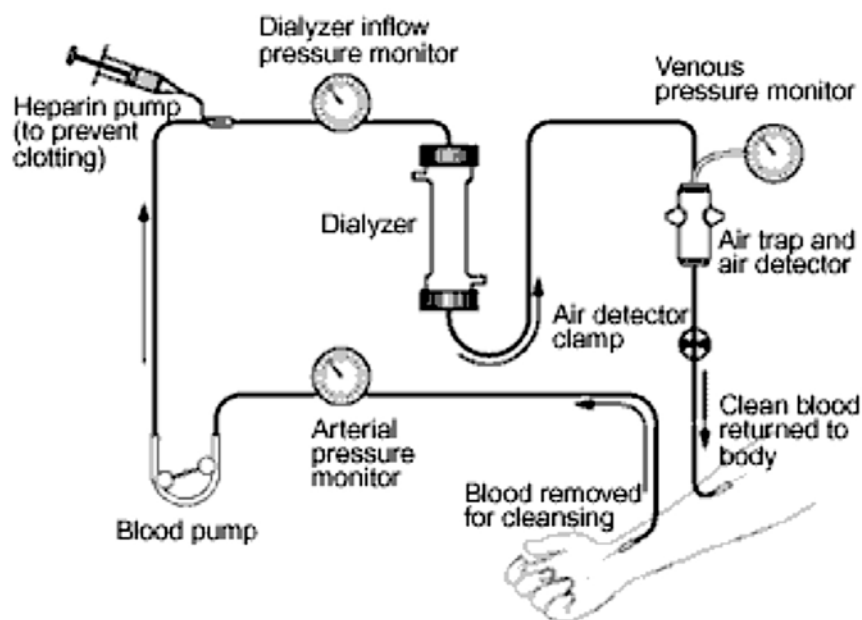 Dialyzer inflow
pressure monitor
Venous
pressure monitor
Heparin pump
(to prevent
clotting)
Dialyzer
Air trap and
air detector
Air detector
clamp
Arterial
pressure
monitor
Clean blood
returned to
body
Blood removed
for cleansing
Blood pump